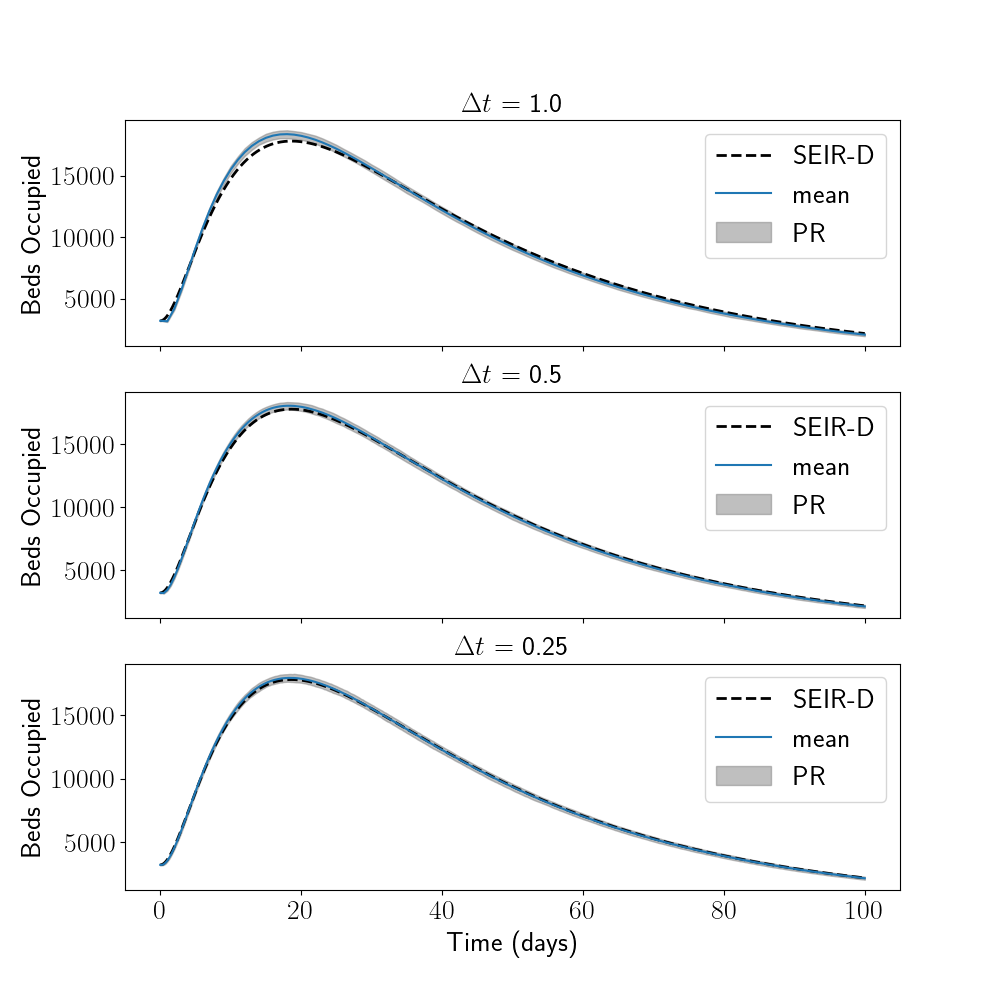 Δt = 1.0
Beds Occupied
15000
10000
5000
SEIR-D
mean
PR
Δt = 0.5
Beds Occupied
15000
10000
5000
SEIR-D
mean
PR
Δt = 0.25
Beds Occupied
15000
10000
5000
SEIR-D
mean
PR
0 20 40 60 80 100
Time (days)